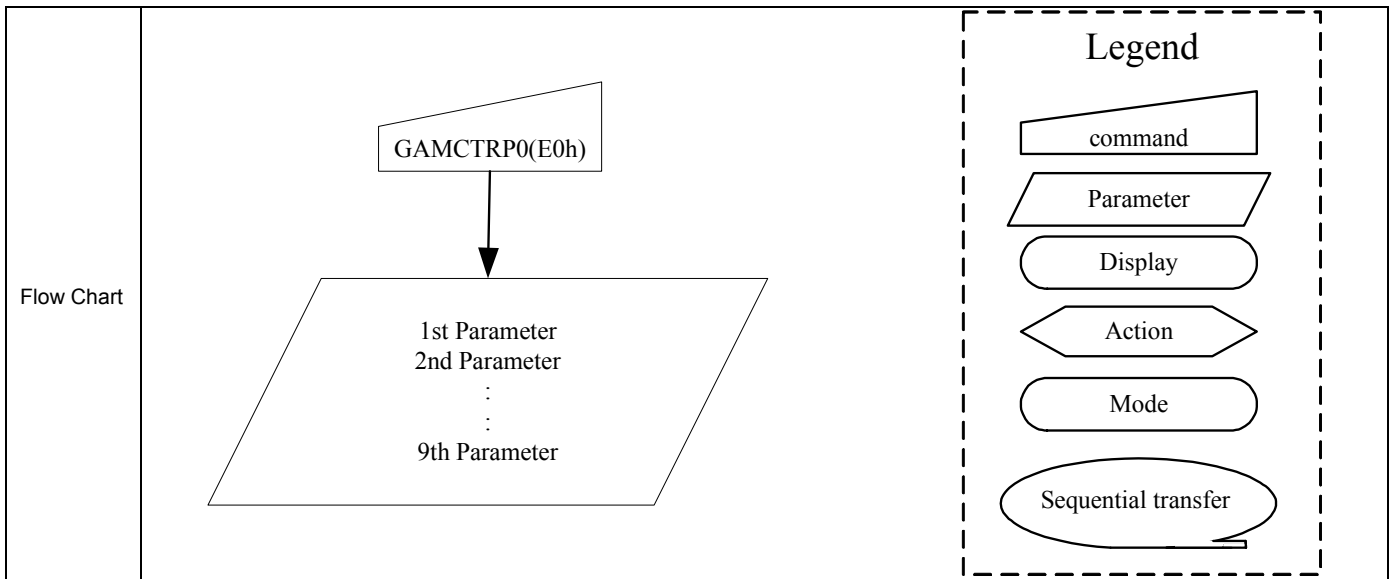 Flow Chart
GAMCTRP0(E0h)
1st Parameter
2nd Parameter
:
:
9th Parameter
Legend
command
Parameter
Display
Action
Mode
Sequential transfer